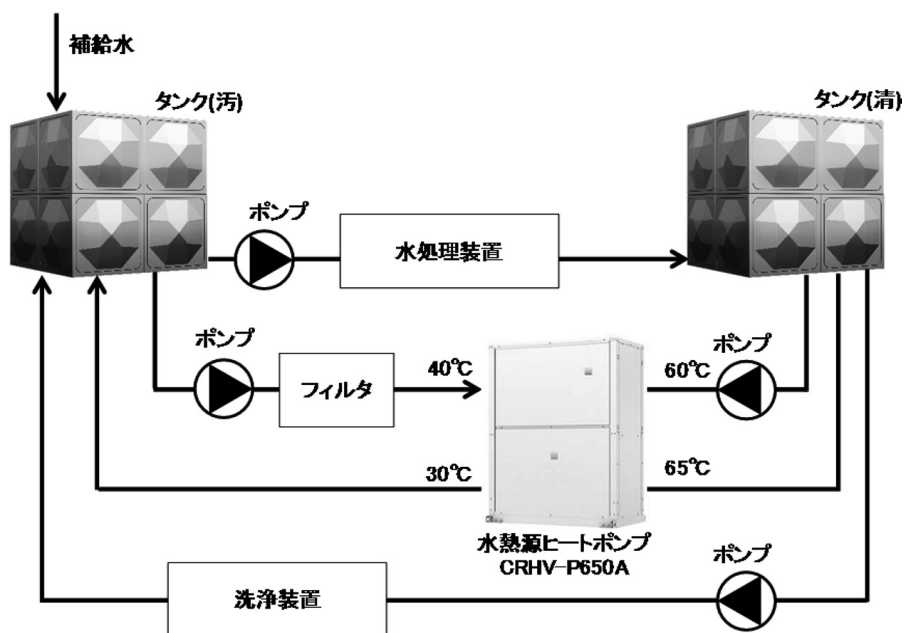 補給水
タンク(汚)
タンク(清)
ポンプ
水処理装置
ポンプ
フィルタ
40℃
60℃
ポンプ
30℃
65℃
水熱源ヒートポンプ
CRHV-P650A
ポンプ
洗浄装置